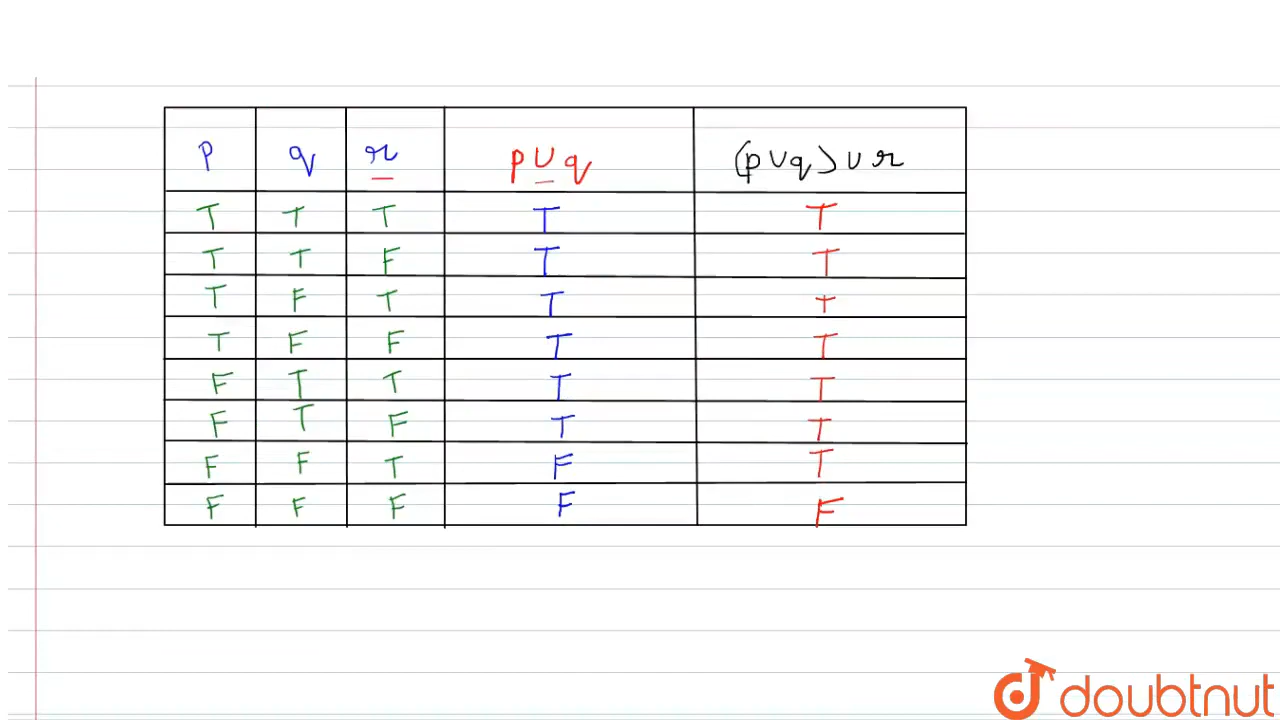 p q r p ∪ q (p ∪ q) ∪ r
T T T T T
T T F T T
T F T T T
T F F T T
F T T T T
F T F T T
F F T F T
F F F F F
doubtnut